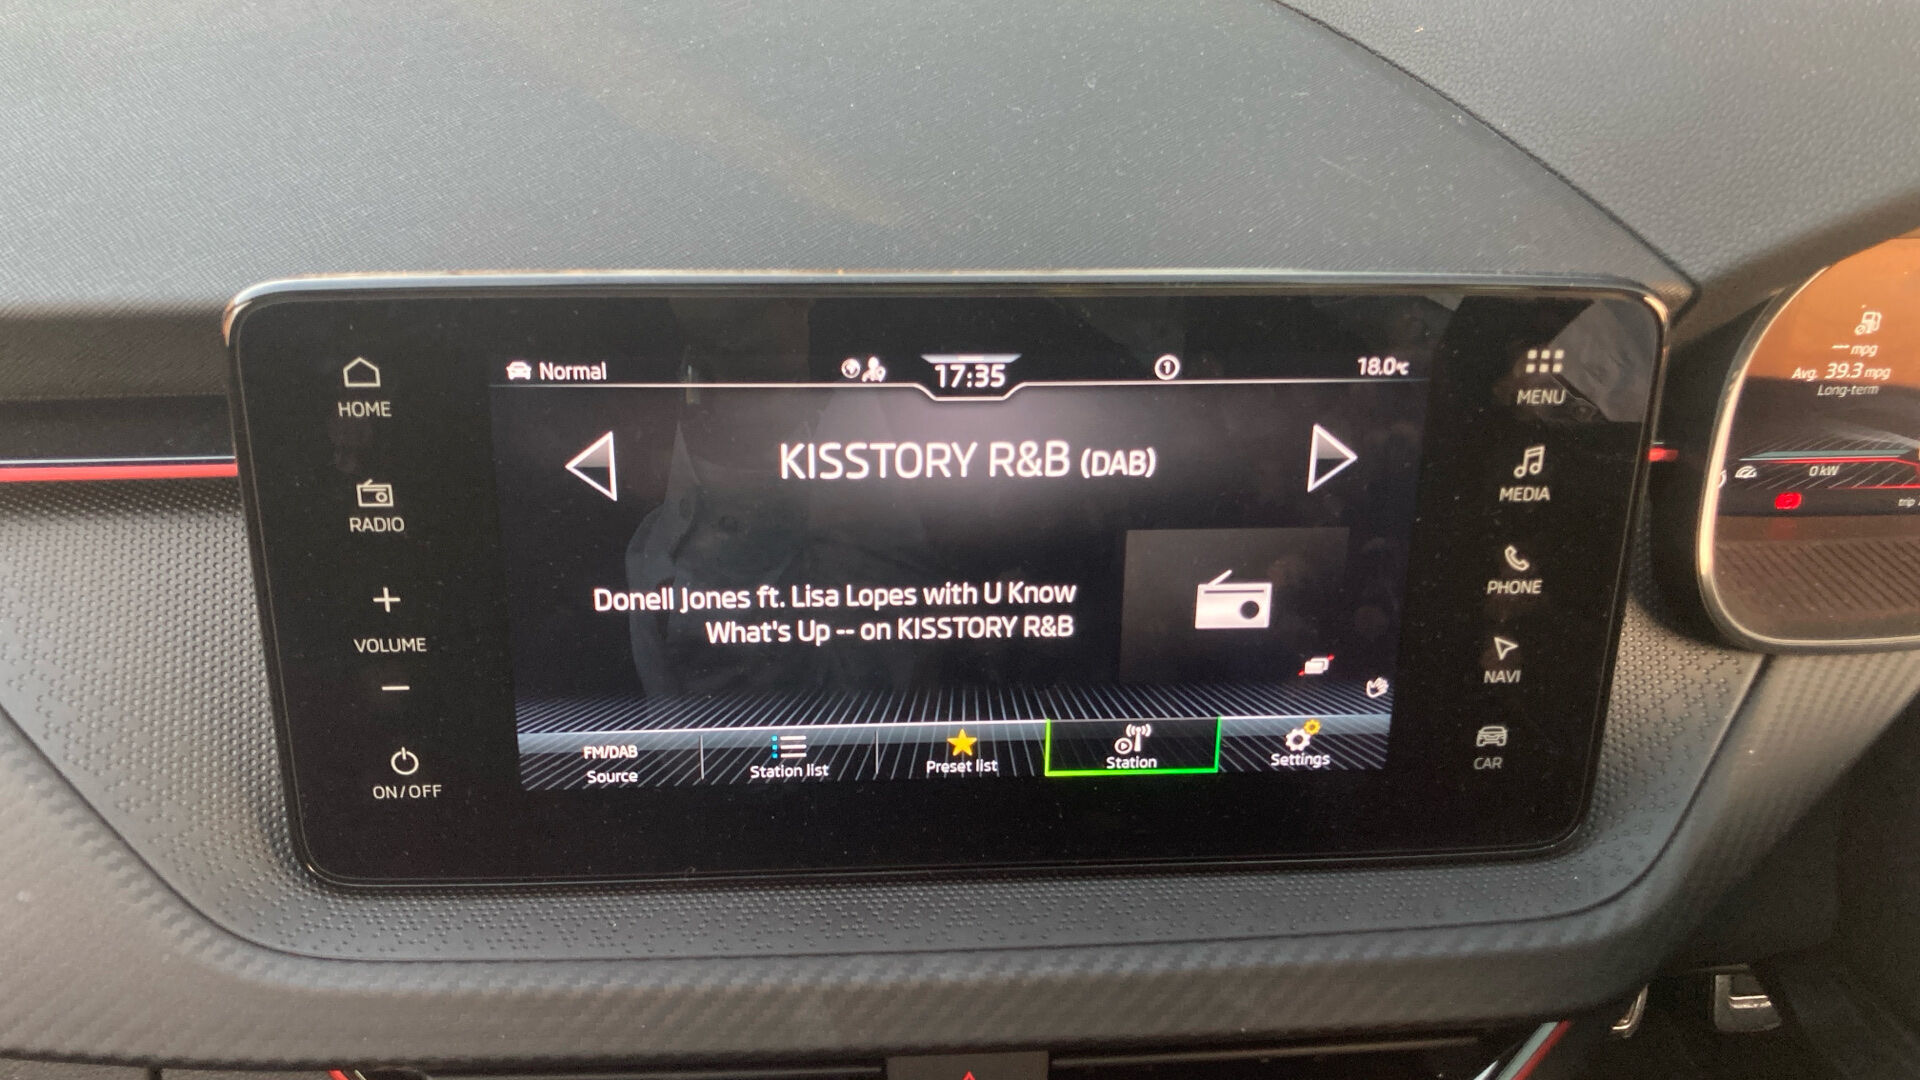 Normal
17:35
1
18.0°C
HOME
KISSTORY R&B (DAB)
MENU
RADIO
MEDIA
Donell Jones ft. Lisa Lopes with U Know
What's Up -- on KISSTORY R&B
PHONE
VOLUME
NAVI
FM/DAB
Source
Station list
Preset list
Station
Settings
ON/OFF
CAR
--- mpg
Avg. 39.3 mpg
Long-term
0 kW
trip